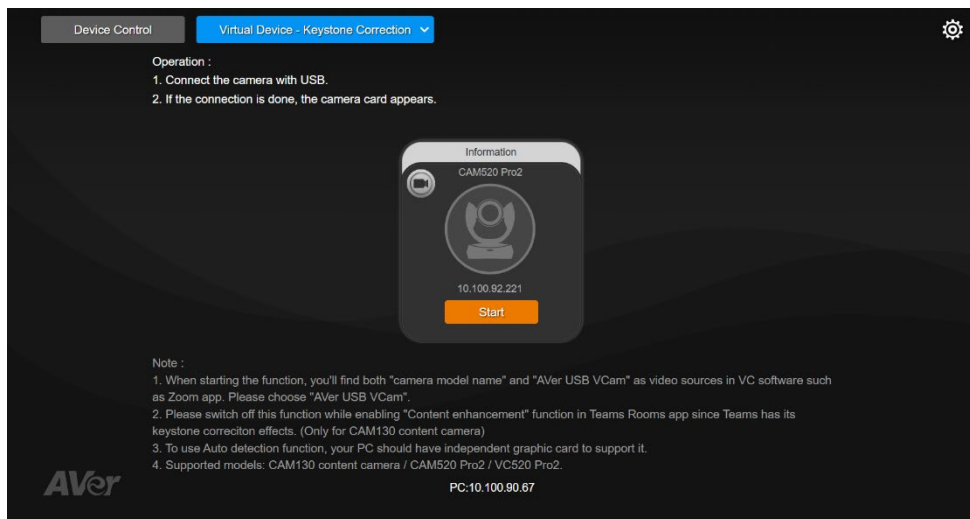 Device Control
Virtual Device - Keystone Correction
Operation :
1. Connect the camera with USB.
2. If the connection is done, the camera card appears.
Information
CAM520 Pro2
10.100.92.221
Start
Note :
1. When starting the function, you'll find both "camera model name" and "AVer USB VCam" as video sources in VC software such
as Zoom app. Please choose "AVer USB VCam".
2. Please switch off this function while enabling "Content enhancement" function in Teams Rooms app since Teams has its
keystone correciton effects. (Only for CAM130 content camera)
3. To use Auto detection function, your PC should have independent graphic card to support it.
4. Supported models: CAM130 content camera / CAM520 Pro2 / VC520 Pro2.
AVer
PC:10.100.90.67